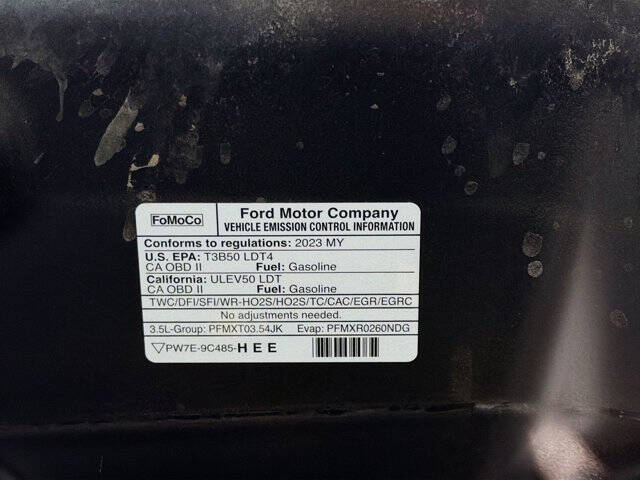 FoMoCo
Ford Motor Company
VEHICLE EMISSION CONTROL INFORMATION
Conforms to regulations: 2023 MY
U.S. EPA: T3B50 LDT4
CA OBD II Fuel: Gasoline
California: ULEV50 LDT
CA OBD II Fuel: Gasoline
TWC/DFI/SFI/WR-HO2S/HO2S/TC/CAC/EGR/EGRC
No adjustments needed.
3.5L-Group: PFMXT03.54JK Evap: PFMXR0260NDG
PW7E-9C485-HEE